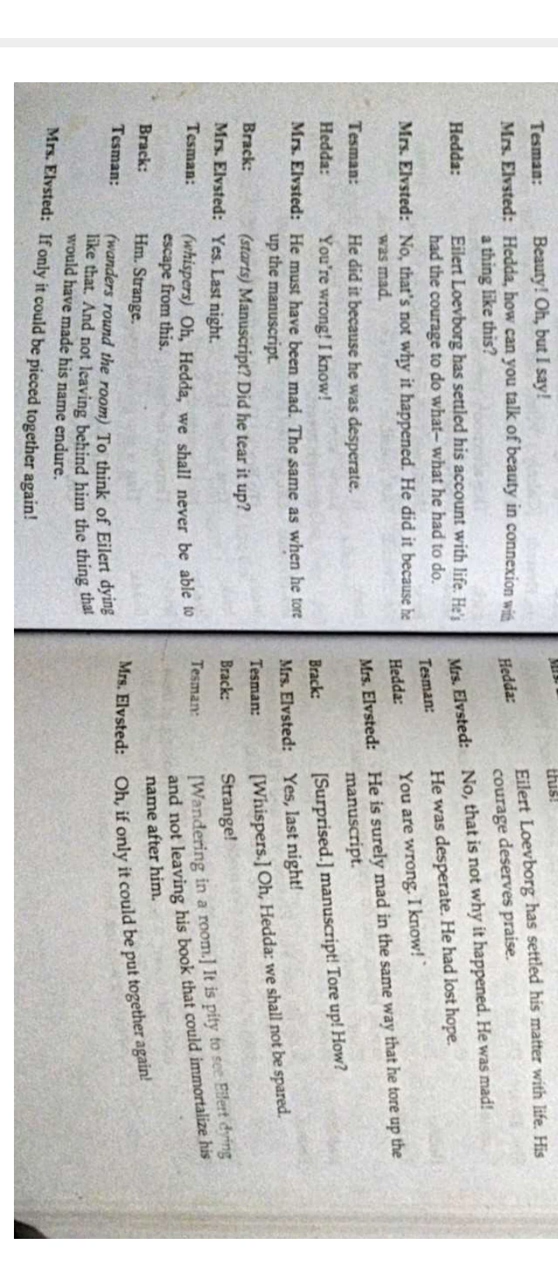 Tesman: Beauty! Oh, but I say!
Mrs. Elvsted: Hedda, how can you talk of beauty in connexion with
a thing like this?
Hedda: Eilert Loevborg has settled his account with life. He's
had the courage to do what– what he had to do.
Mrs. Elvsted: No, that's not why it happened. He did it because he
was mad.
Tesman: He did it because he was desperate.
Hedda: You're wrong! I know!
Mrs. Elvsted: He must have been mad. The same as when he tore
up the manuscript.
Brack: (starts) Manuscript? Did he tear it up?
Mrs. Elvsted: Yes. Last night.
Tesman: (whispers) Oh, Hedda, we shall never be able to
escape from this.
Brack: Hm. Strange.
Tesman: (wanders round the room) To think of Eilert dying
like that. And not leaving behind him the thing that
would have made his name endure.
Mrs. Elvsted: If only it could be pieced together again!
this!
Hedda: Eilert Loevborg has settled his matter with life. His
courage deserves praise.
Mrs. Elvsted: No, that is not why it happened. He was mad!
Tesman: He was desperate. He had lost hope.
Hedda: You are wrong. I know!
Mrs. Elvsted: He is surely mad in the same way that he tore up the
manuscript.
Brack: [Surprised.] manuscript! Tore up! How?
Mrs. Elvsted: Yes, last night!
Tesman: [Whispers.] Oh, Hedda: we shall not be spared.
Brack: Strange!
Tesman: [Wandering in a room.] It is pity to see Eilert dying
and not leaving his book that could immortalize his
name after him.
Mrs. Elvsted: Oh, if only it could be put together again!